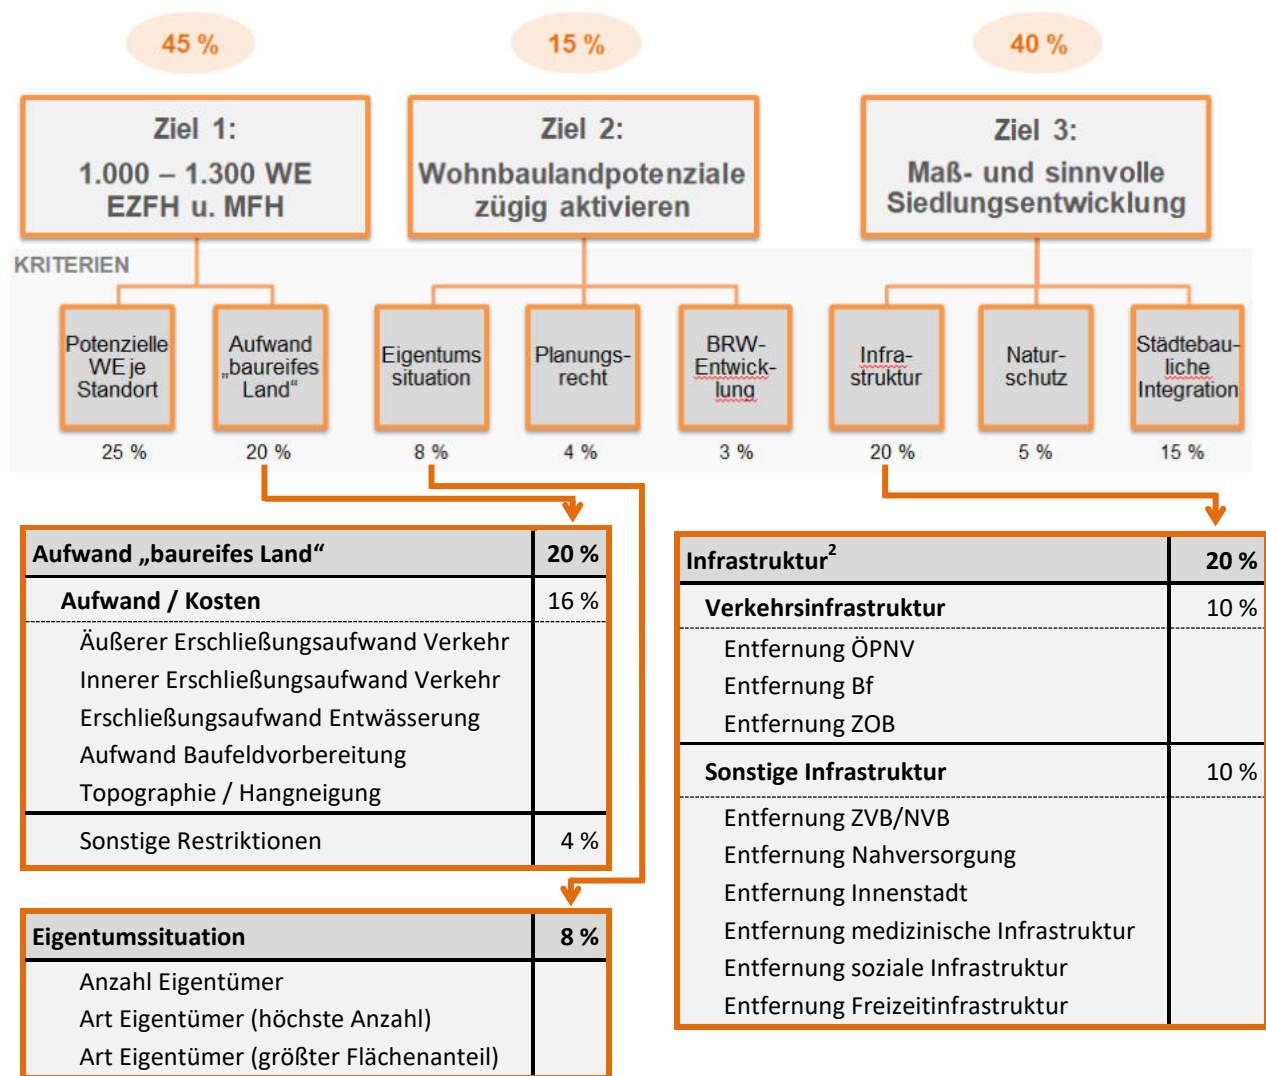 45 %
15 %
40 %
Ziel 1:
1.000 – 1.300 WE
EZFH u. MFH
Ziel 2:
Wohnbaulandpotenziale
zügig aktivieren
Ziel 3:
Maß- und sinnvolle
Siedlungsentwicklung
KRITERIEN
Potenzielle
WE je
Standort
Aufwand
„baureifes
Land“
Eigentums
situation
Planungs-
recht
BRW-
Entwick-
lung
Infra-
struktur
Natur-
schutz
Städtebau-
liche
Integration
25 %
20 %
8 %
4 %
3 %
20 %
5 %
15 %
Aufwand „baureifes Land“ 20 %
Aufwand / Kosten 16 %
Äußerer Erschließungsaufwand Verkehr
Innerer Erschließungsaufwand Verkehr
Erschließungsaufwand Entwässerung
Aufwand Baufeldvorbereitung
Topographie / Hangneigung
Sonstige Restriktionen 4 %
Eigentumssituation 8 %
Anzahl Eigentümer
Art Eigentümer (höchste Anzahl)
Art Eigentümer (größter Flächenanteil)
Infrastruktur² 20 %
Verkehrsinfrastruktur 10 %
Entfernung ÖPNV
Entfernung Bf
Entfernung ZOB
Sonstige Infrastruktur 10 %
Entfernung ZVB/NVB
Entfernung Nahversorgung
Entfernung Innenstadt
Entfernung medizinische Infrastruktur
Entfernung soziale Infrastruktur
Entfernung Freizeitinfrastruktur